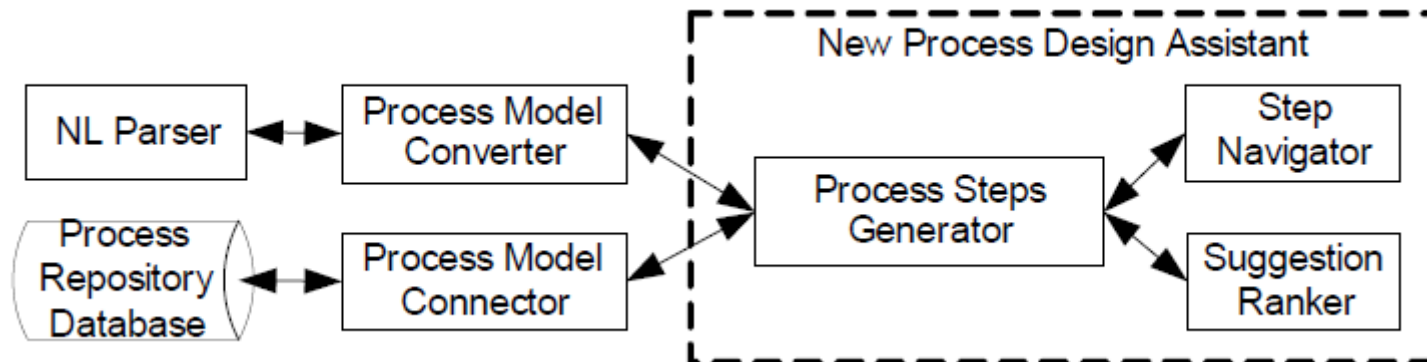 New Process Design Assistant
NL Parser
Process Model
Converter
Process Steps
Generator
Step
Navigator
Process
Repository
Database
Process Model
Connector
Suggestion
Ranker